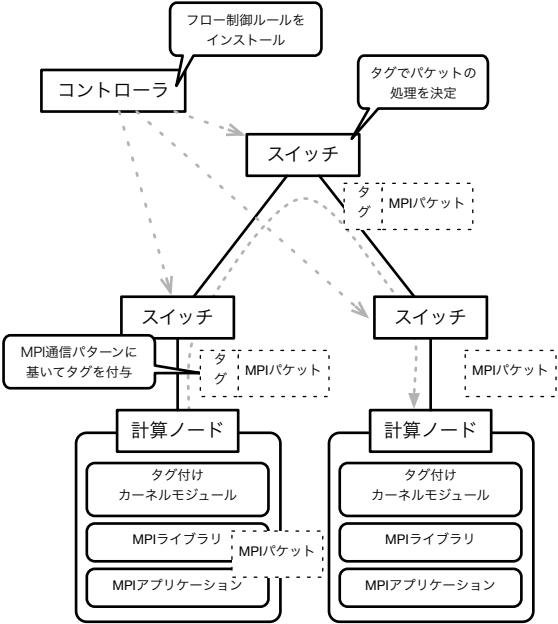 フロー制御ルールを
インストール
コントローラ
タグでパケットの
処理を決定
スイッチ
タ
グ
MPIパケット
スイッチ
スイッチ
MPI通信パターンに
基いてタグを付与
タ
グ
MPIパケット
MPIパケット
計算ノード
計算ノード
タグ付け
カーネルモジュール
タグ付け
カーネルモジュール
MPIライブラリ
MPIパケット
MPIライブラリ
MPIアプリケーション
MPIアプリケーション